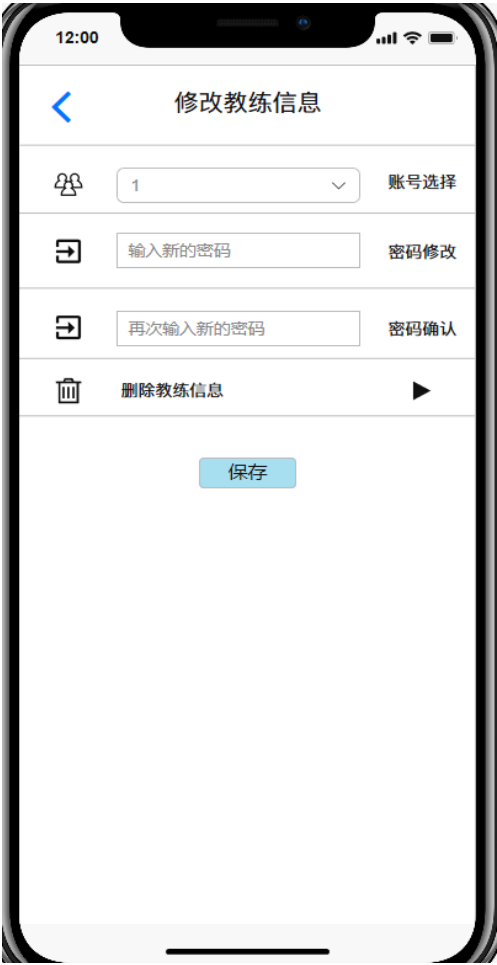 12:00
修改教练信息
1
账号选择
输入新的密码
密码修改
再次输入新的密码
密码确认
删除教练信息
保存